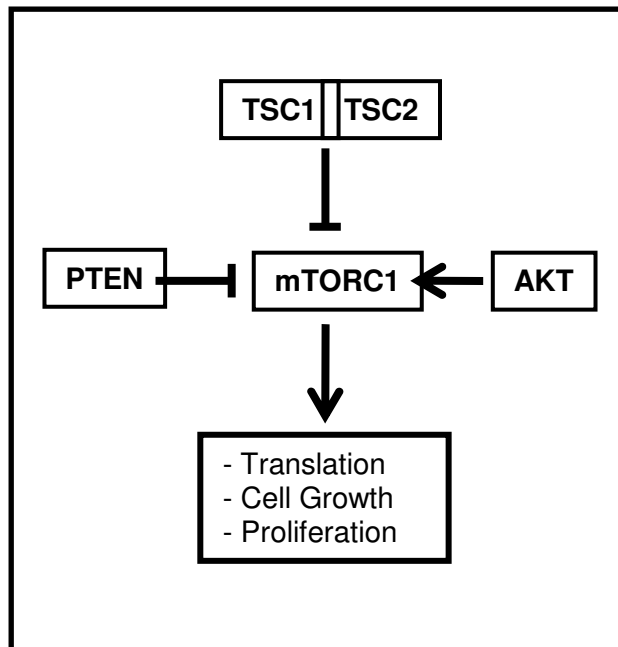 TSC1 TSC2
PTEN mTORC1 AKT
- Translation
- Cell Growth
- Proliferation